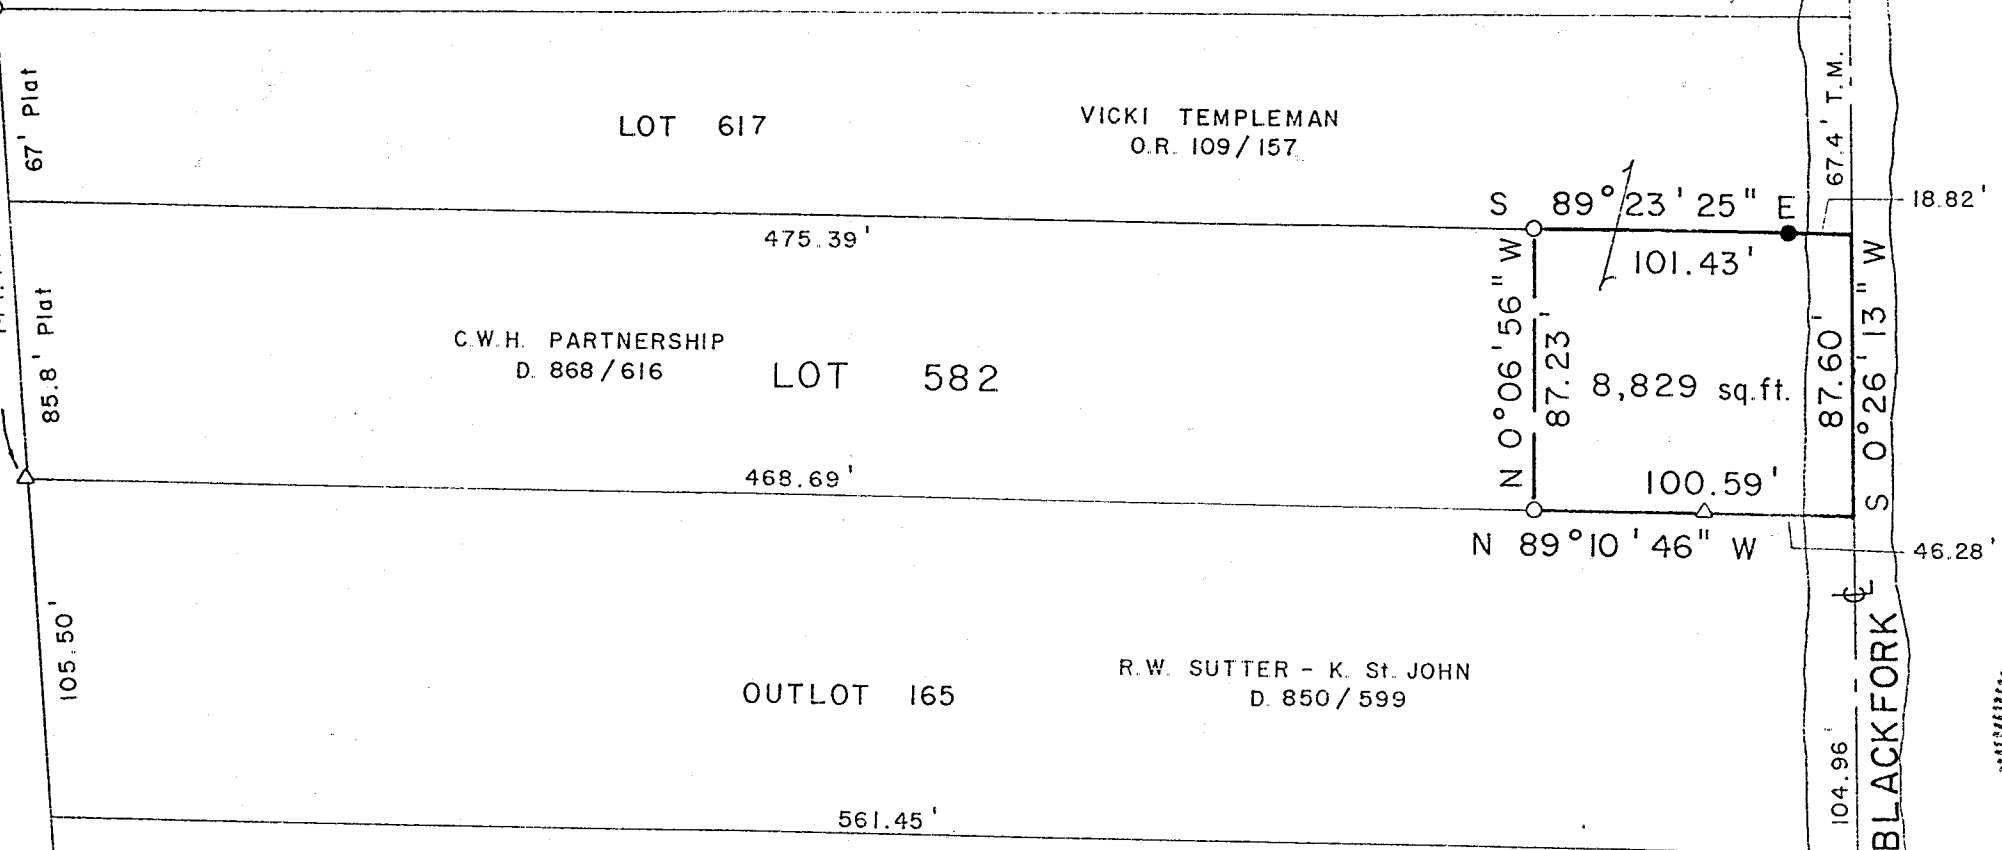 67' Plat
LOT 617
VICKI TEMPLEMAN
O.R. 109/157
67.4' T.M.
18.82'
S 89°23'25" E
101.43'
475.39'
85.8' Plat
C.W.H. PARTNERSHIP
D. 868/616
LOT 582
N 0°06'56" W
87.23'
8,829 sq.ft.
87.60'
S 0°26'13" W
468.69'
100.59'
N 89°10'46" W
46.28'
105.50'
OUTLOT 165
R.W. SUTTER - K. St. JOHN
D. 850/599
104.96'
BLACKFORK
561.45'